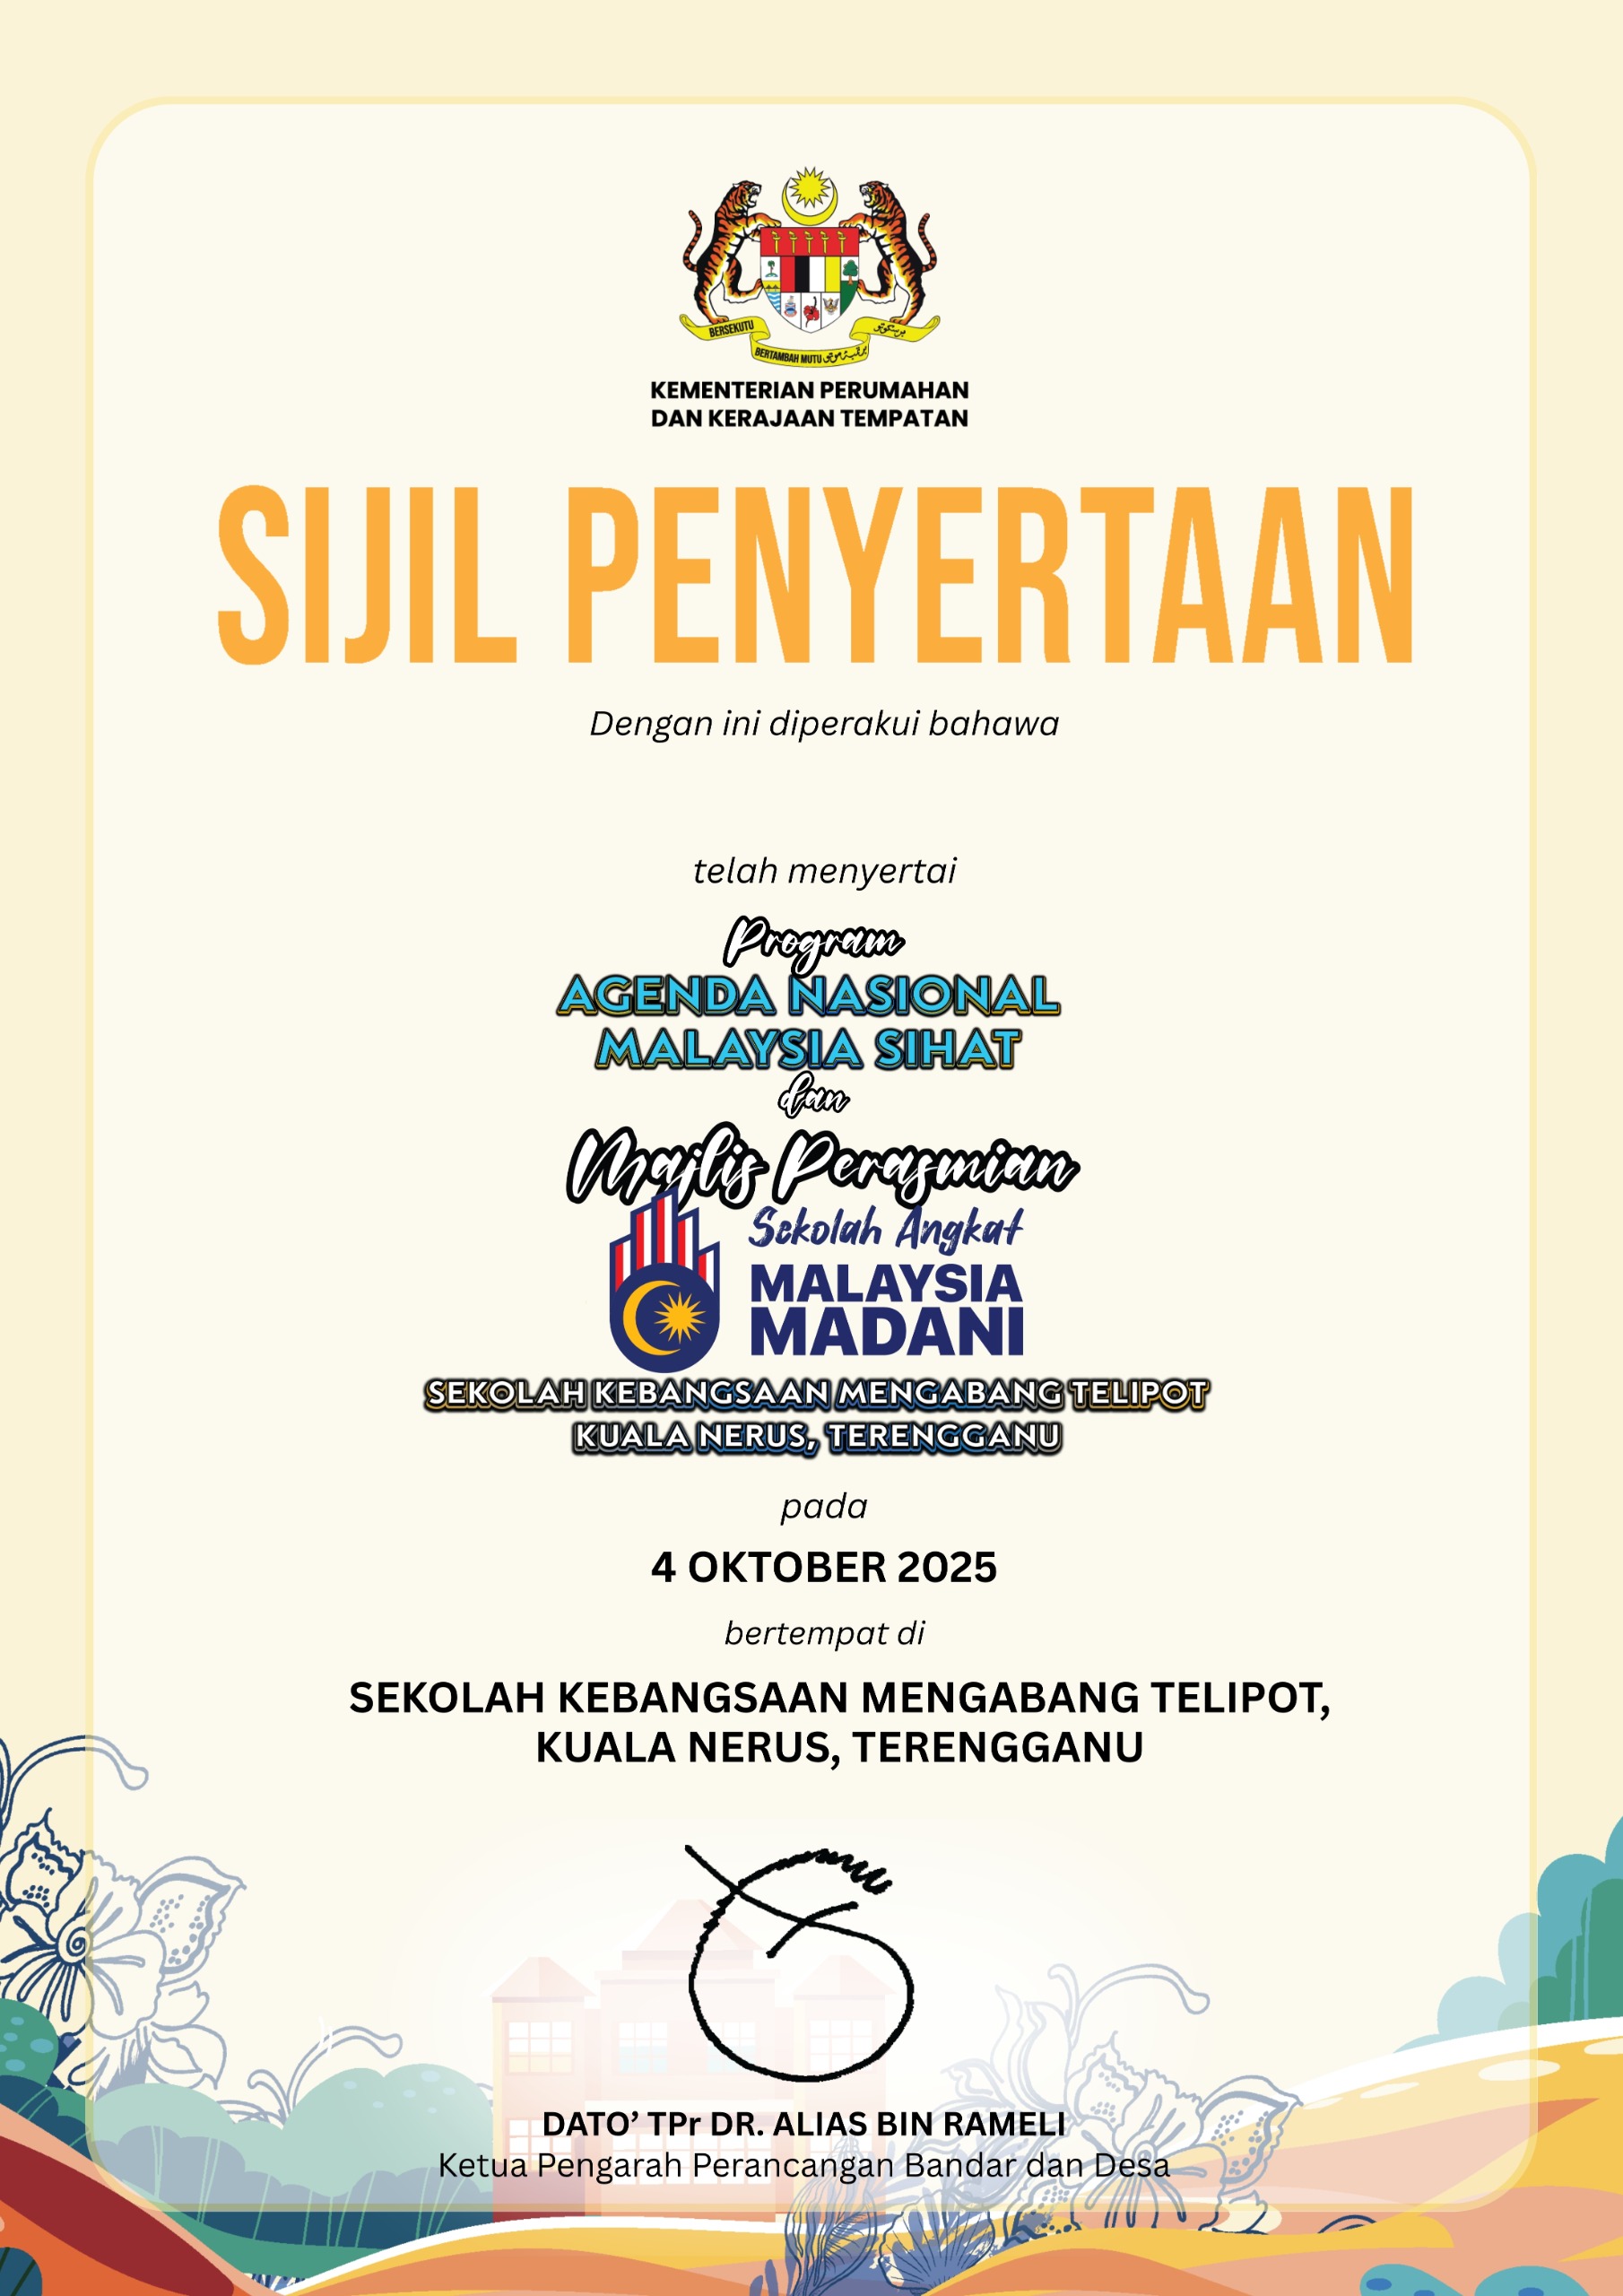 BERSEKUTU
برسکوتو
BERTAMBAH MUTU برتمبه موتو
KEMENTERIAN PERUMAHAN
DAN KERAJAAN TEMPATAN
SIJIL PENYERTAAN
Dengan ini diperakui bahawa
telah menyertai
Program
AGENDA NASIONAL
MALAYSIA SIHAT
dan
Majlis Perasmian
Sekolah Angkat
MALAYSIA
MADANI
SEKOLAH KEBANGSAAN MENGABANG TELIPOT
KUALA NERUS, TERENGGANU
pada
4 OKTOBER 2025
bertempat di
SEKOLAH KEBANGSAAN MENGABANG TELIPOT,
KUALA NERUS, TERENGGANU
DATO’ TPr DR. ALIAS BIN RAMELI
Ketua Pengarah Perancangan Bandar dan Desa